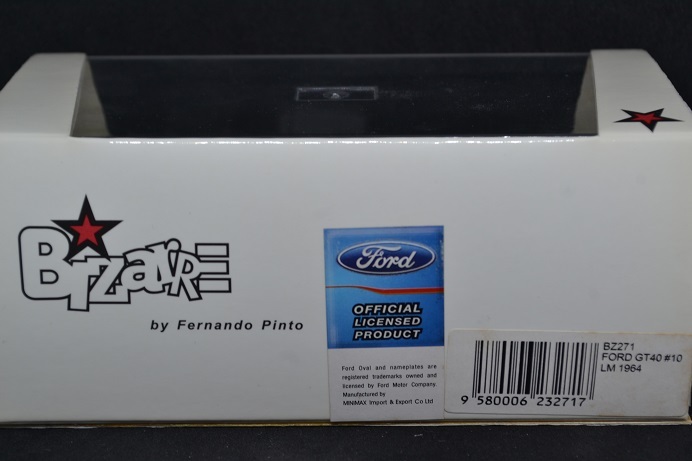 Bizarre
by Fernando Pinto
Ford
OFFICIAL
LICENSED
PRODUCT
Ford Oval and nameplates are
registered trademarks owned and
licensed by Ford Motor Company.
Manufactured by
MINIMAX Import & Export Co Ltd
BZ271
FORD GT40 #10
LM 1964
9 580006 232717